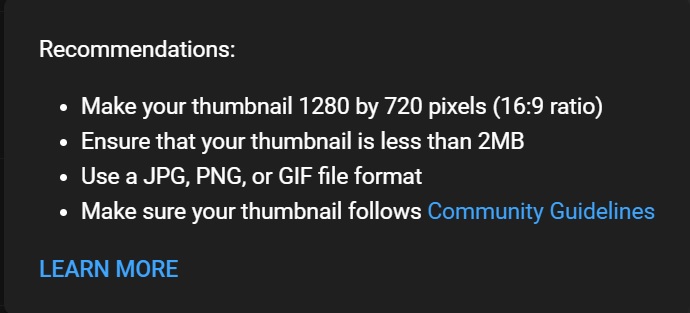 Recommendations:
• Make your thumbnail 1280 by 720 pixels (16:9 ratio)
• Ensure that your thumbnail is less than 2MB
• Use a JPG, PNG, or GIF file format
• Make sure your thumbnail follows Community Guidelines
LEARN MORE